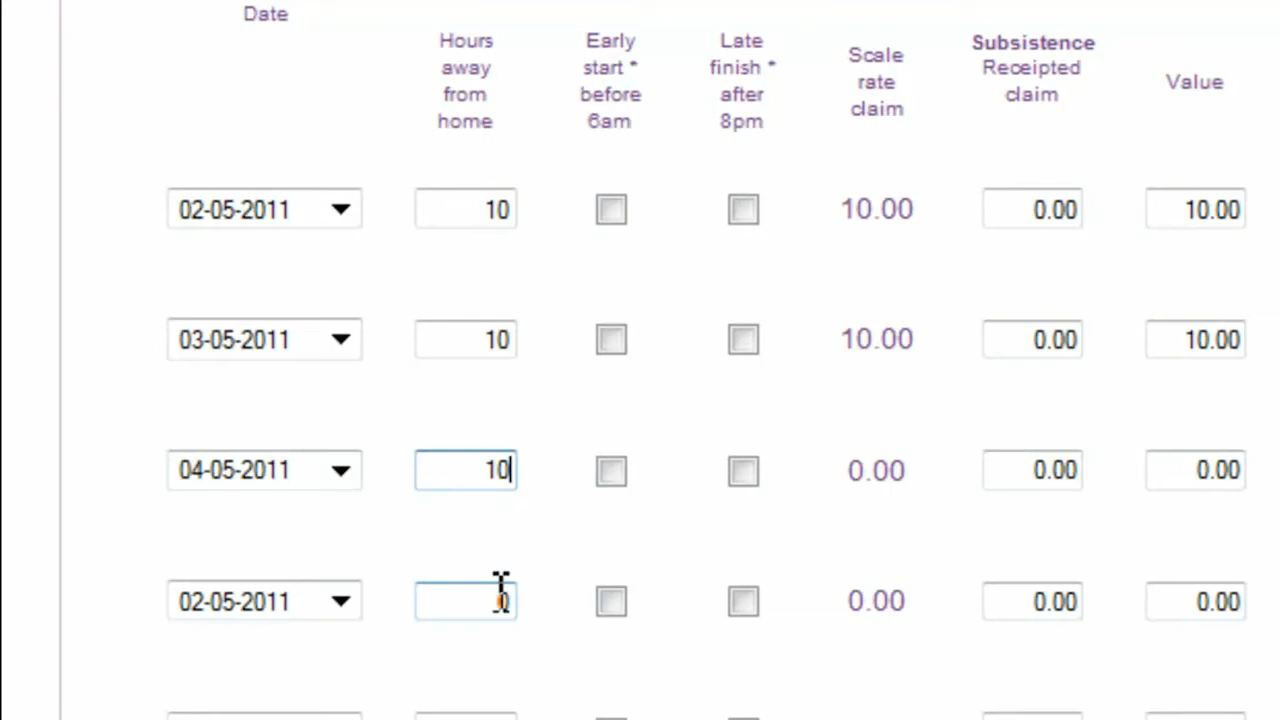 Date
Hours
away
from
home
Early
start *
before
6am
Late
finish *
after
8pm
Scale
rate
claim
Subsistence
Receipted
claim
Value
02-05-2011 10 10.00 0.00 10.00
03-05-2011 10 10.00 0.00 10.00
04-05-2011 10 0.00 0.00 0.00
02-05-2011 0 0.00 0.00 0.00